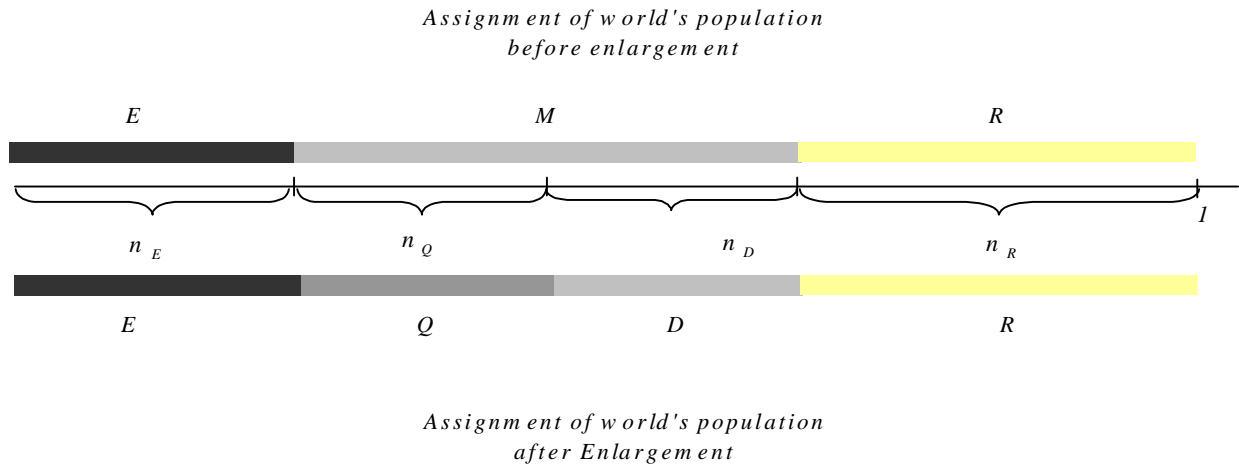 Assignment of world's population
before enlargement
E M R
1
n E n Q n D n R
E Q D R
Assignment of world's population
after Enlargement